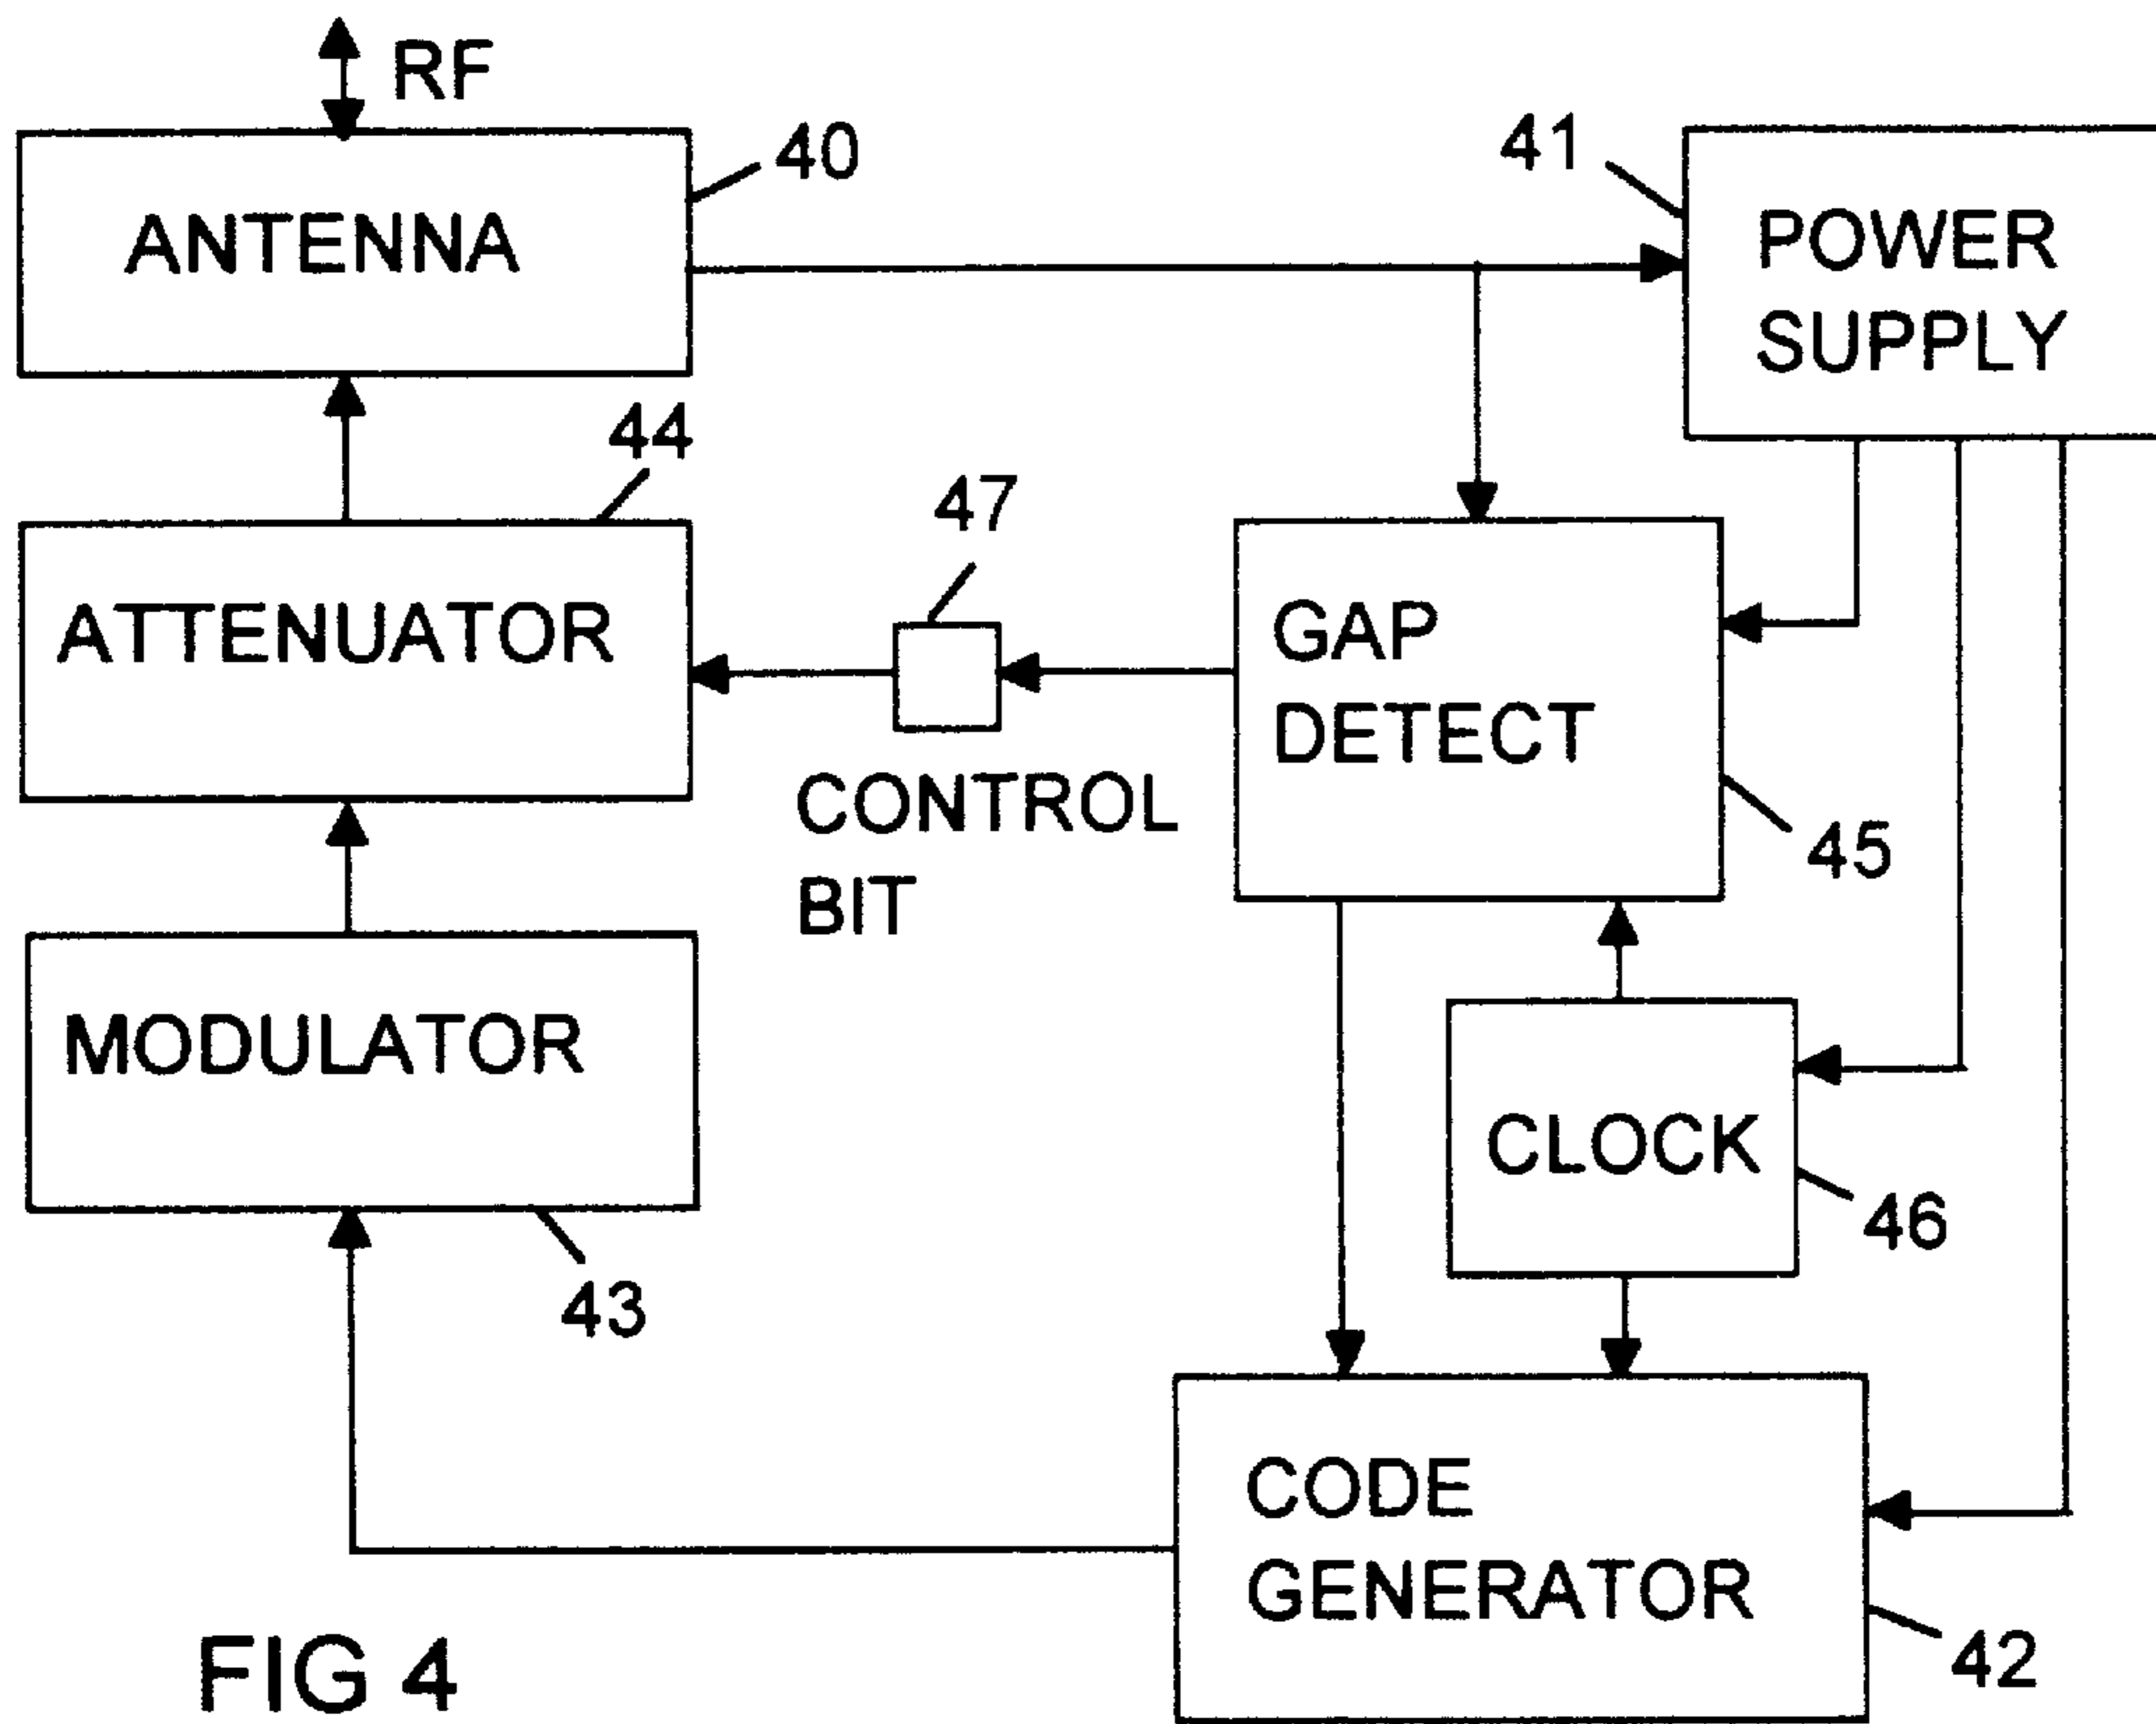 RF
40
41
ANTENNA
POWER
SUPPLY
44
47
ATTENUATOR
GAP
DETECT
CONTROL
BIT
45
MODULATOR
CLOCK
46
43
CODE
GENERATOR
42
FIG 4